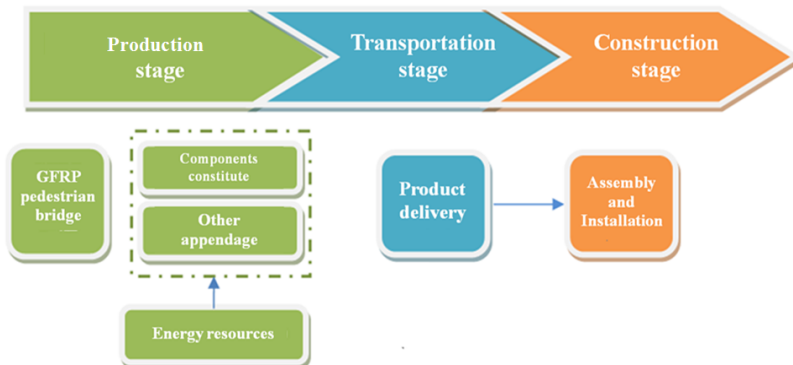 Production
stage
Transportation
stage
Construction
stage
GFRP
pedestrian
bridge
Components
constitute
Other
appendage
Energy resources
Product
delivery
Assembly
and
Installation